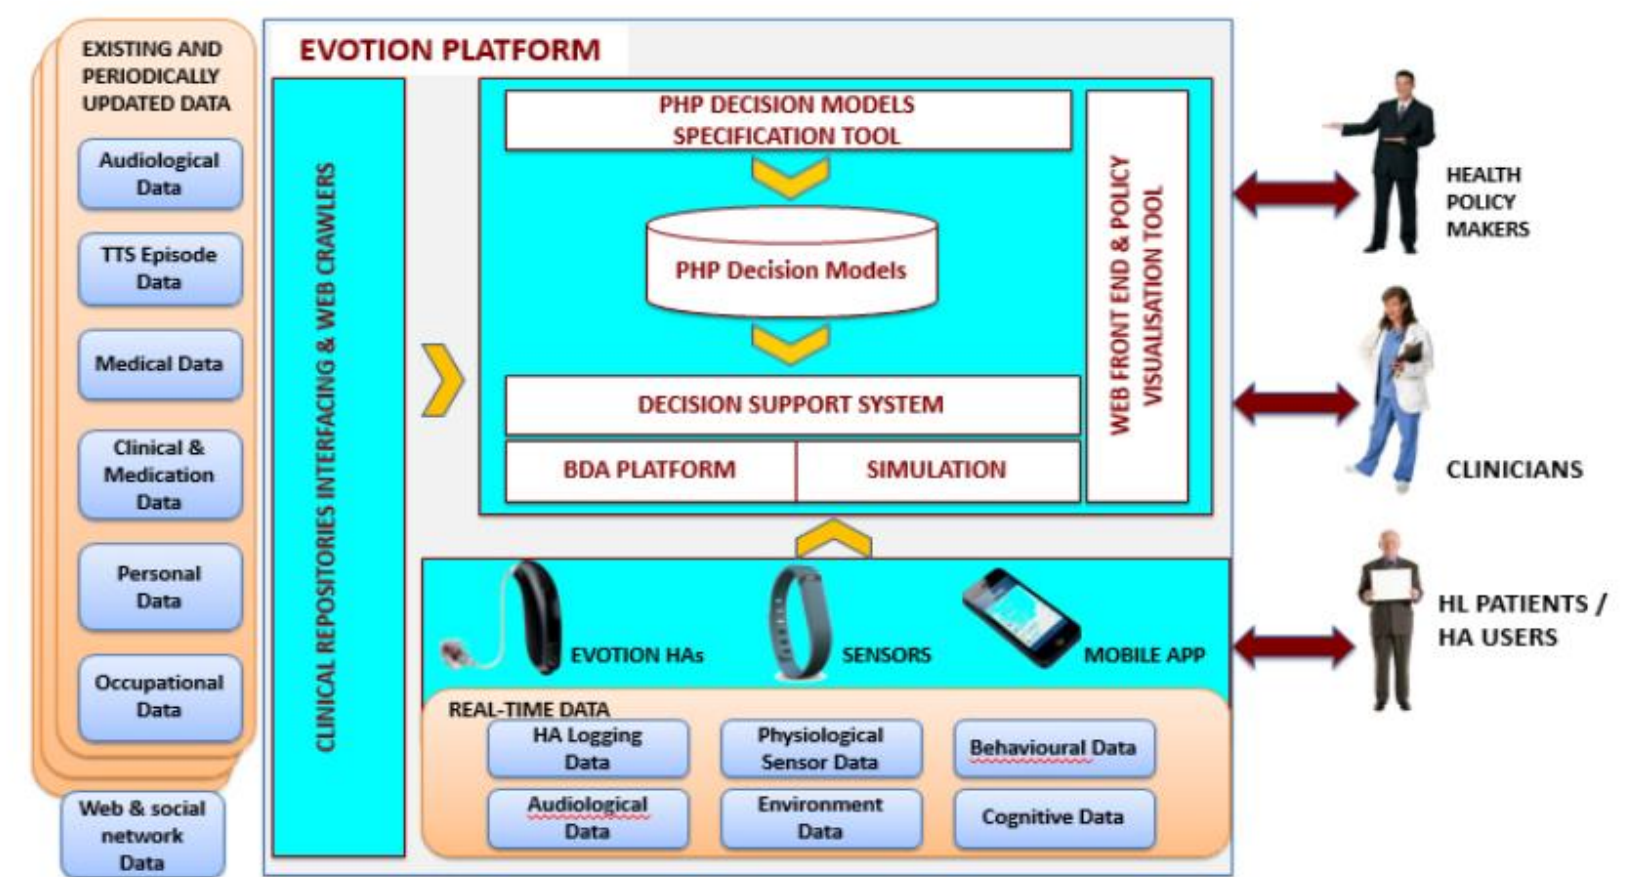 EXISTING AND
PERIODICALLY
UPDATED DATA
Audiological
Data
TTS Episode
Data
Medical Data
Clinical &
Medication
Data
Personal
Data
Occupational
Data
Web & social
network
Data
EVOTION PLATFORM
CLINICAL REPOSITORIES INTERFACING & WEB CRAWLERS
PHP DECISION MODELS
SPECIFICATION TOOL
PHP Decision Models
DECISION SUPPORT SYSTEM
BDA PLATFORM
SIMULATION
WEB FRONT END & POLICY
VISUALISATION TOOL
EVOTION HAs
SENSORS
MOBILE APP
REAL-TIME DATA
HA Logging
Data
Physiological
Sensor Data
Behavioural Data
Audiological
Data
Environment
Data
Cognitive Data
HEALTH
POLICY
MAKERS
CLINICIANS
HL PATIENTS /
HA USERS